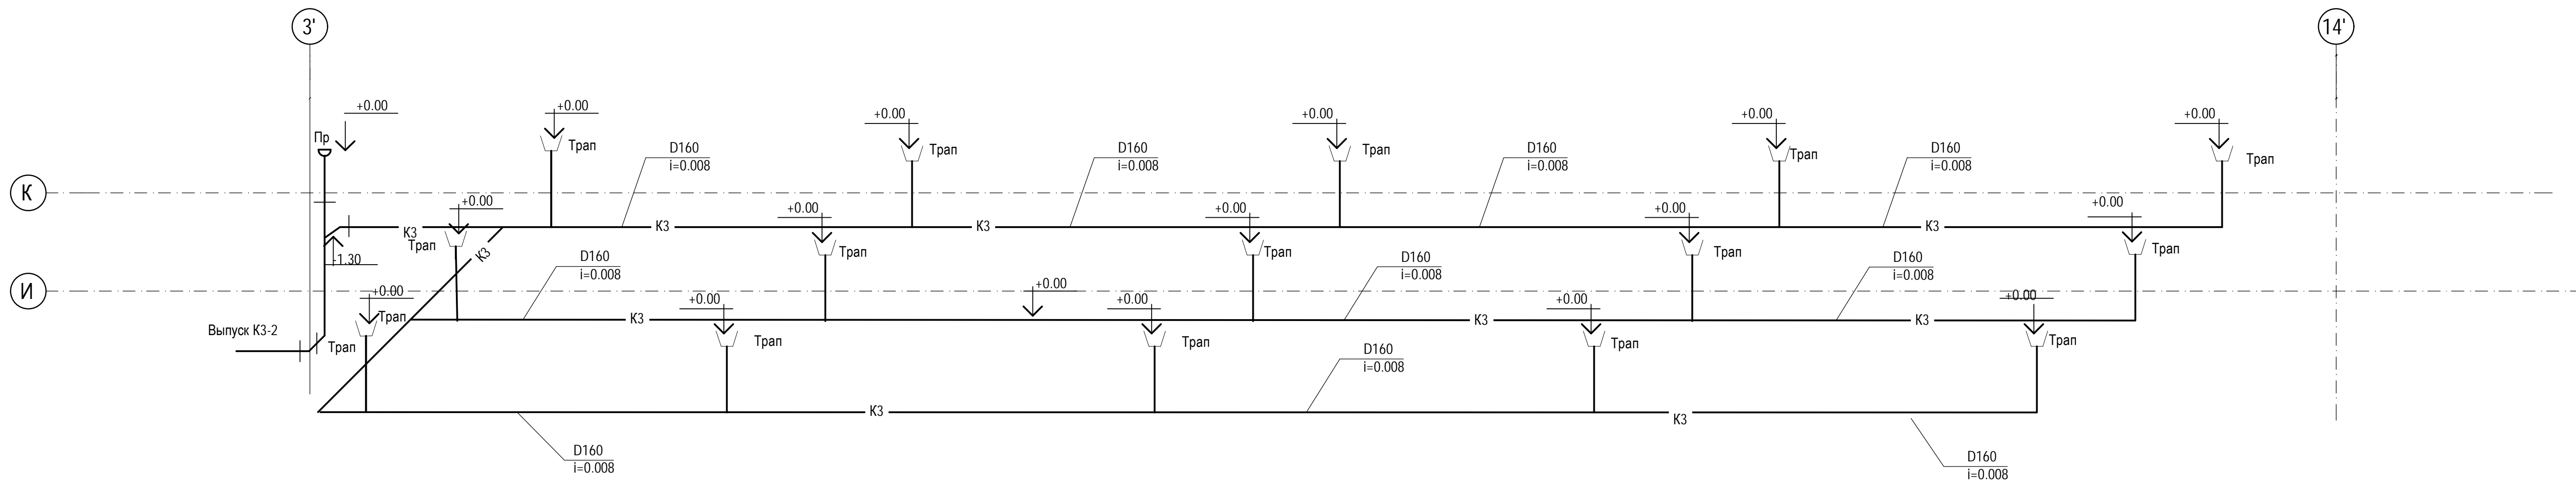 3'
14'
+0.00
+0.00
+0.00
+0.00
+0.00
+0.00
Пр
Трап
Трап
Трап
Трап
Трап
D160
i=0.008
D160
i=0.008
D160
i=0.008
D160
i=0.008
К
+0.00
+0.00
+0.00
+0.00
+0.00
К3
К3
К3
К3
Трап
К3
Трап
Трап
Трап
Трап
-1.30
D160
i=0.008
D160
i=0.008
D160
i=0.008
И
+0.00
+0.00
+0.00
+0.00
+0.00
+0.00
Трап
К3
К3
К3
Выпуск К3-2
Трап
Трап
Трап
Трап
Трап
D160
i=0.008
К3
К3
D160
i=0.008
D160
i=0.008